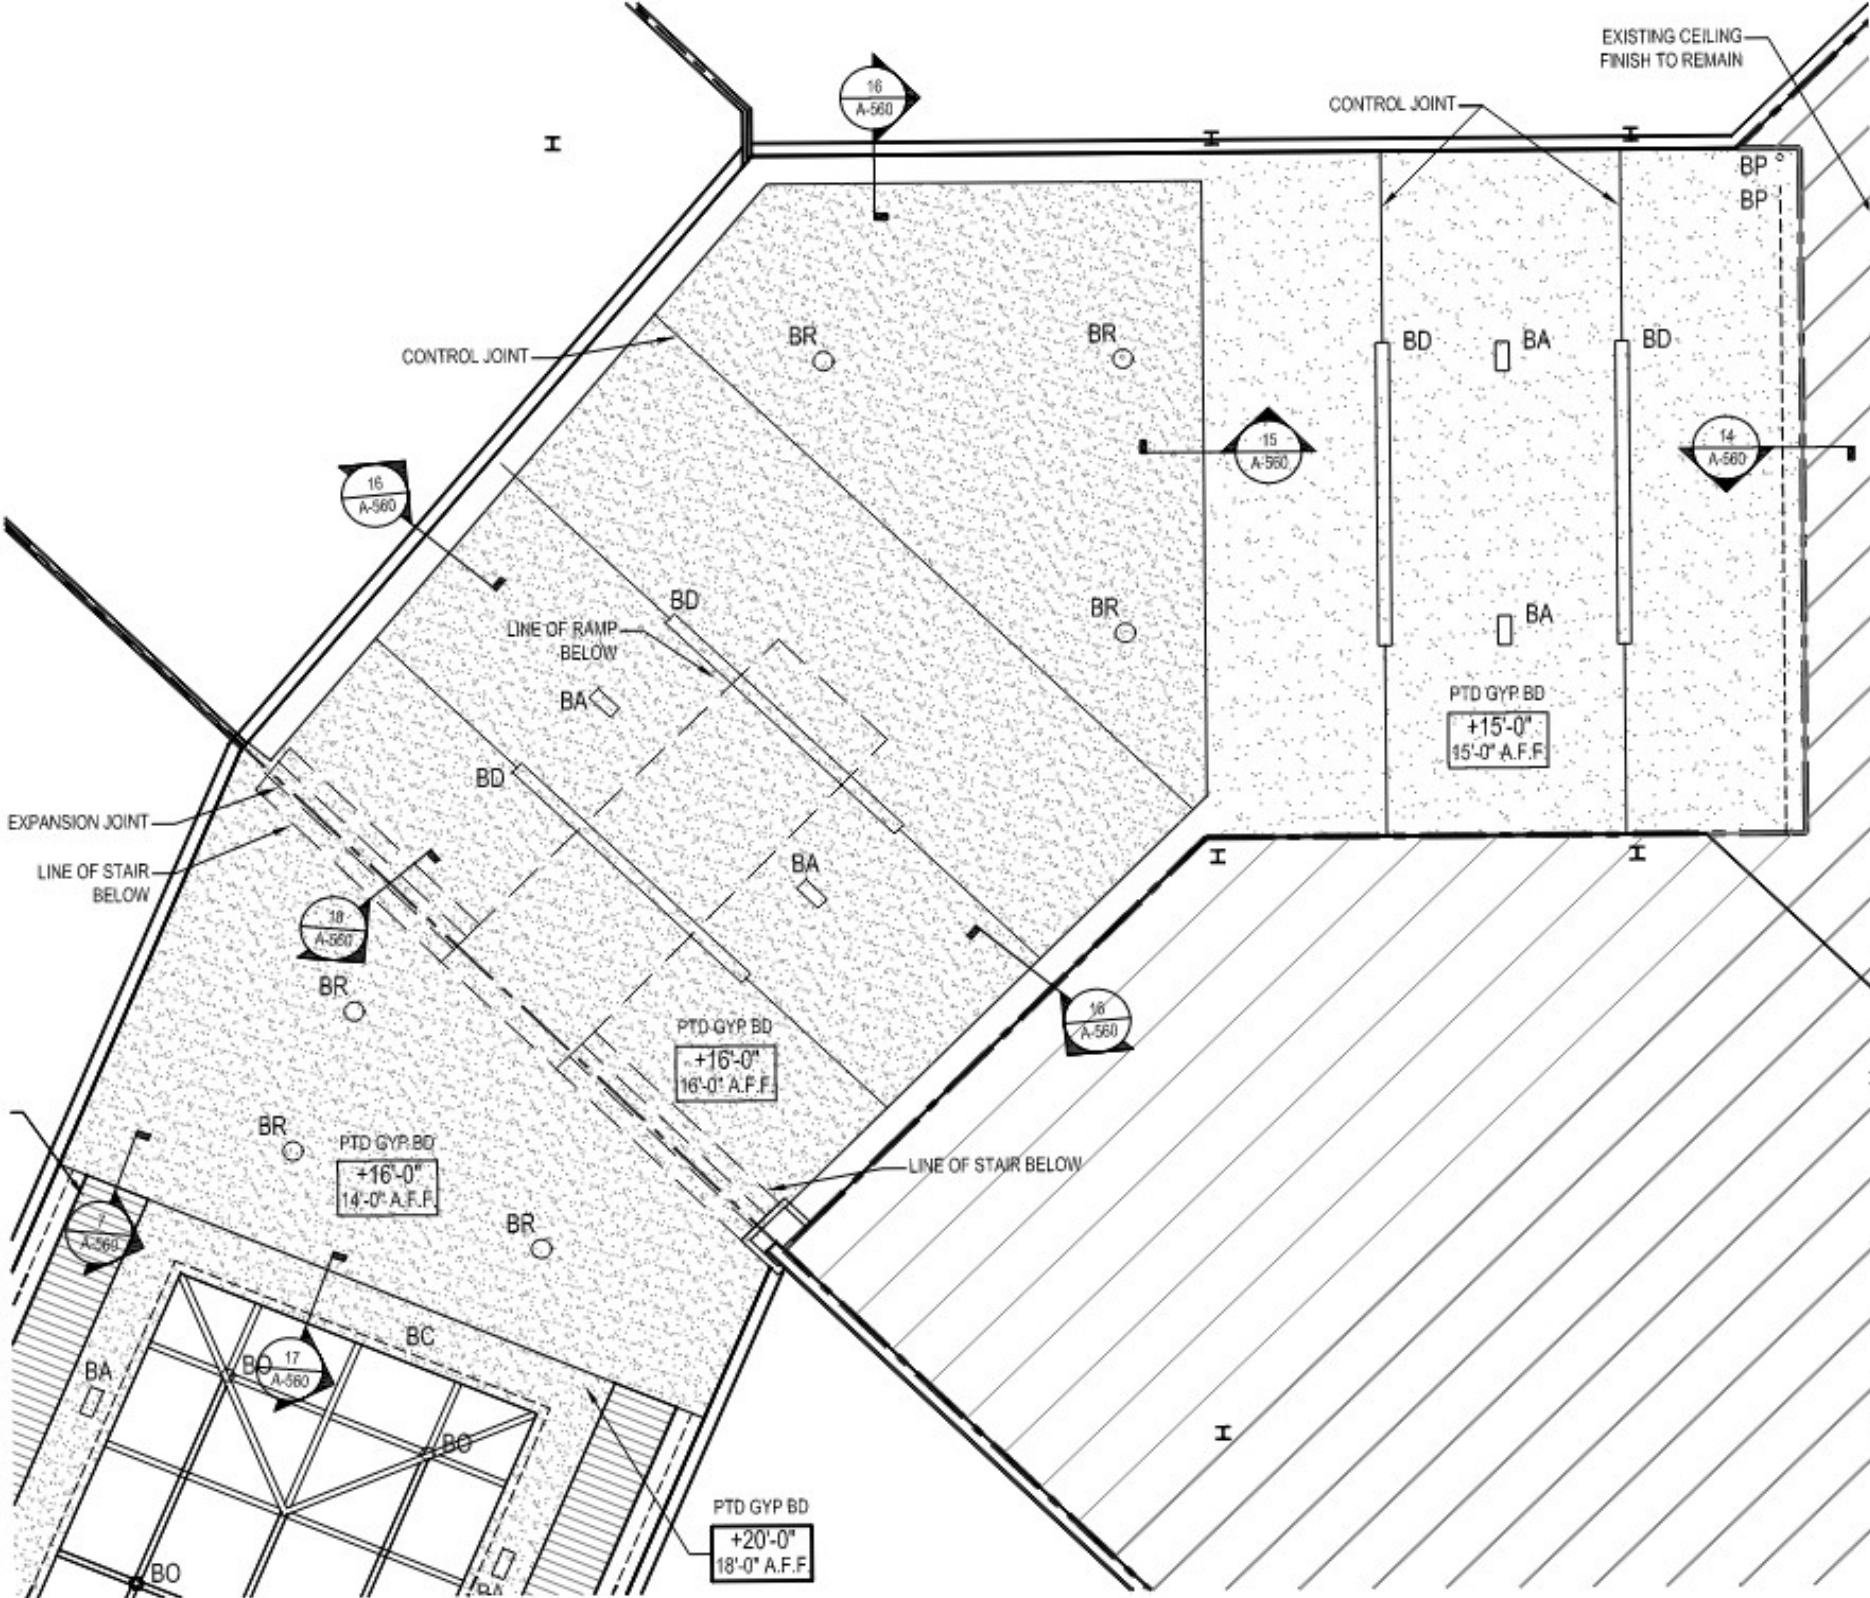 EXISTING CEILING
FINISH TO REMAIN
16
A-560
CONTROL JOINT
BP
BP
BR
BR
BD
BA
BD
CONTROL JOINT
15
A-560
14
A-560
16
A-560
BD
BR
LINE OF RAMP
BELOW
BA
BA
PTD GYP. BD
+15'-0"
15'-0" A.F.F.
BD
EXPANSION JOINT
LINE OF STAIR
BELOW
BA
18
A-560
BR
16
A-560
PTD GYP. BD
+16'-0"
16'-0" A.F.F.
BR
PTD GYP. BD
+16'-0"
14'-0" A.F.F.
LINE OF STAIR BELOW
7
A-560
BR
BC
17
A-560
BO
BA
BO
PTD GYP BD
+20'-0"
18'-0" A.F.F.
BO
BA